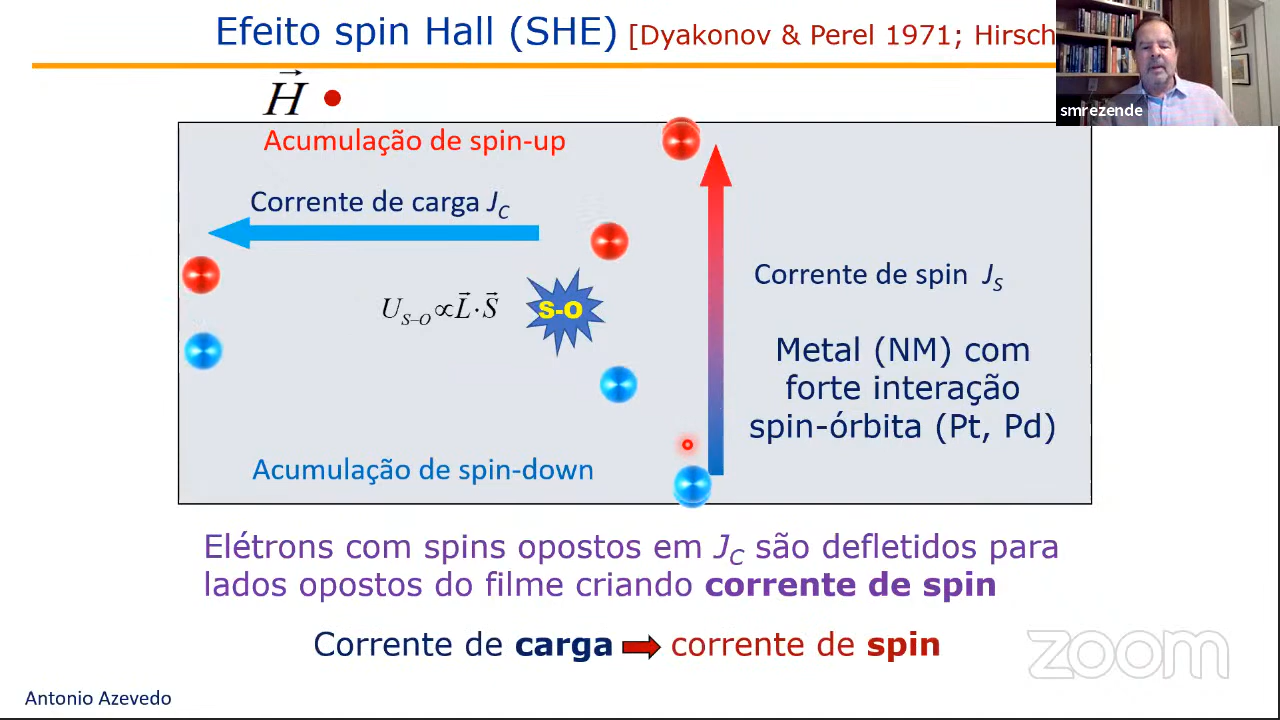 Efeito spin Hall (SHE) [Dyakonov & Perel 1971; Hirsch
smrezende
H
Acumulação de spin-up
Corrente de carga J_C
Corrente de spin J_S
U_{S–O} ∝ L · S
S-O
Metal (NM) com
forte interação
spin-órbita (Pt, Pd)
Acumulação de spin-down
Elétrons com spins opostos em J_C são defletidos para
lados opostos do filme criando corrente de spin
Corrente de carga corrente de spin
zoom
Antonio Azevedo